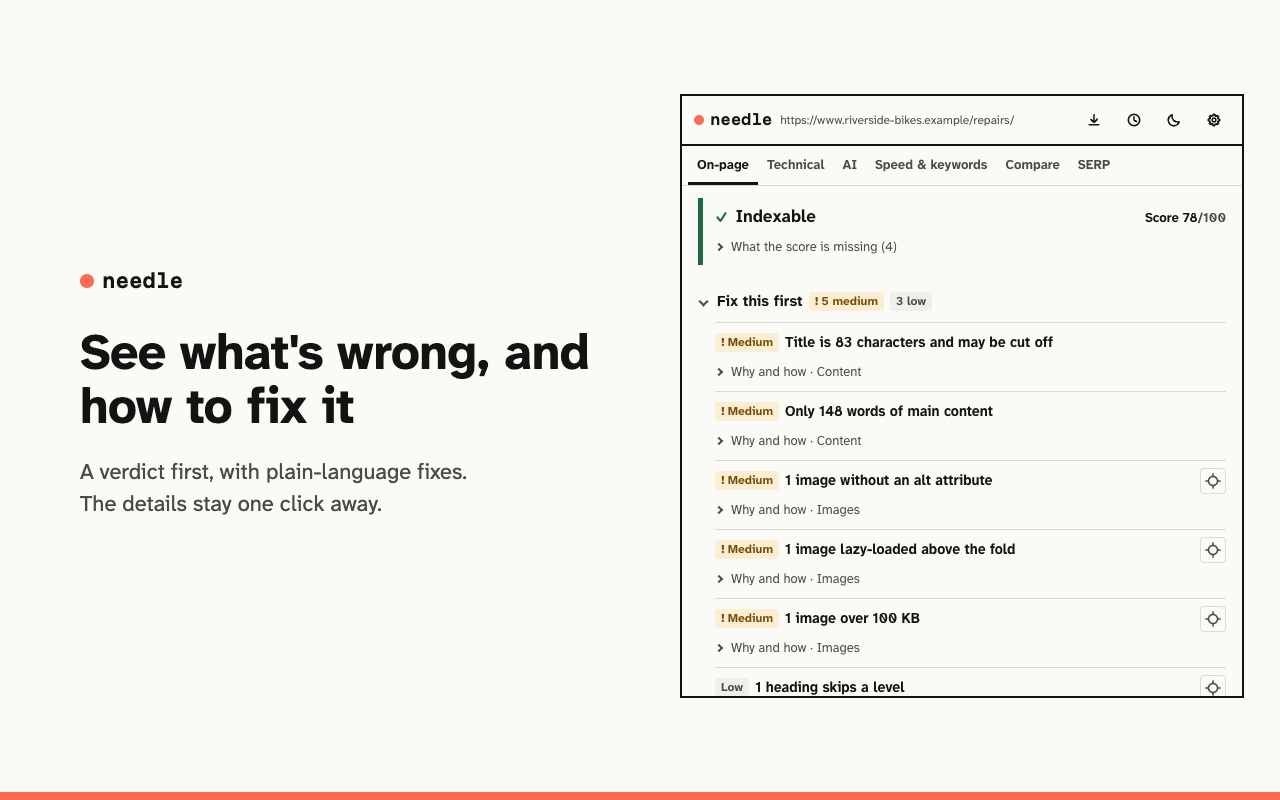 needle
See what's wrong, and
how to fix it
A verdict first, with plain-language fixes.
The details stay one click away.
needle https://www.riverside-bikes.example/repairs/
On-page Technical AI Speed & keywords Compare SERP
Indexable Score 78/100
What the score is missing (4)
Fix this first ! 5 medium 3 low
! Medium Title is 83 characters and may be cut off
Why and how · Content
! Medium Only 148 words of main content
Why and how · Content
! Medium 1 image without an alt attribute
Why and how · Images
! Medium 1 image lazy-loaded above the fold
Why and how · Images
! Medium 1 image over 100 KB
Why and how · Images
Low 1 heading skips a level